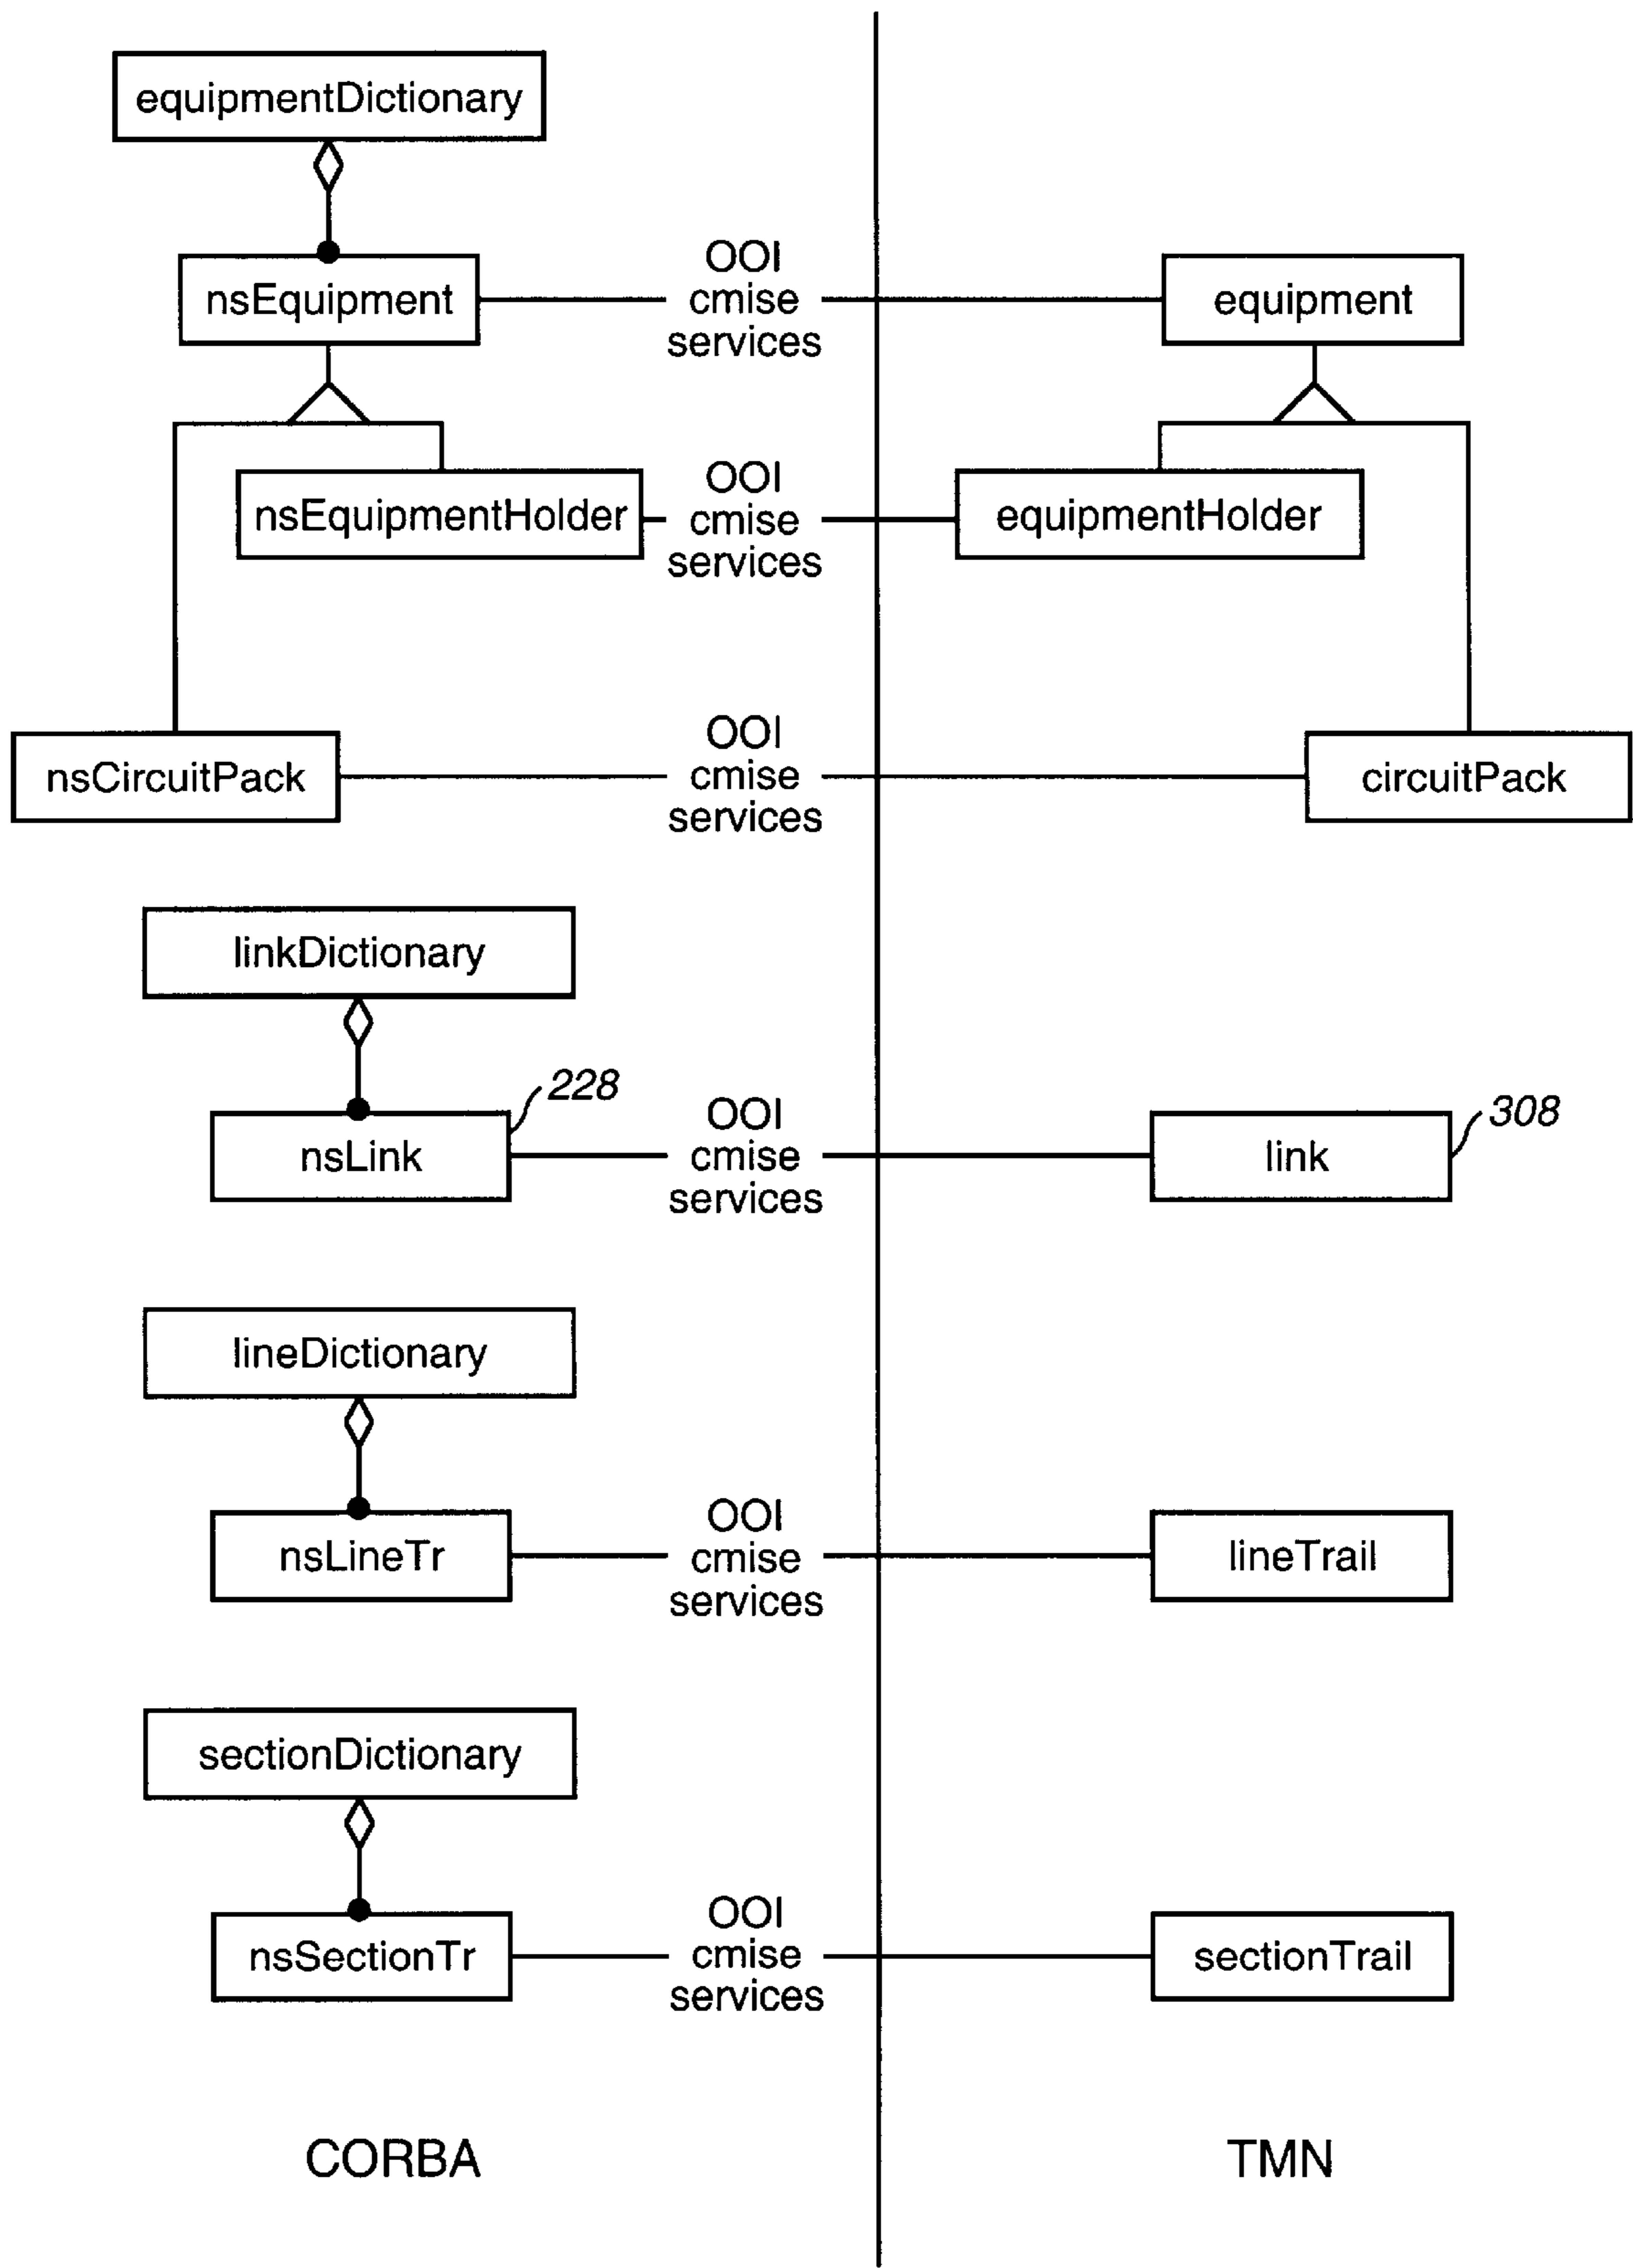 equipmentDictionary
OOI
nsEquipment
cmise
equipment
services
OOI
nsEquipmentHolder
cmise
equipmentHolder
services
OOI
nsCircuitPack
cmise
circuitPack
services
linkDictionary
228
OOI
308
nsLink
cmise
link
services
lineDictionary
OOI
nsLineTr
cmise
lineTrail
services
sectionDictionary
OOI
nsSectionTr
cmise
sectionTrail
services
CORBA
TMN